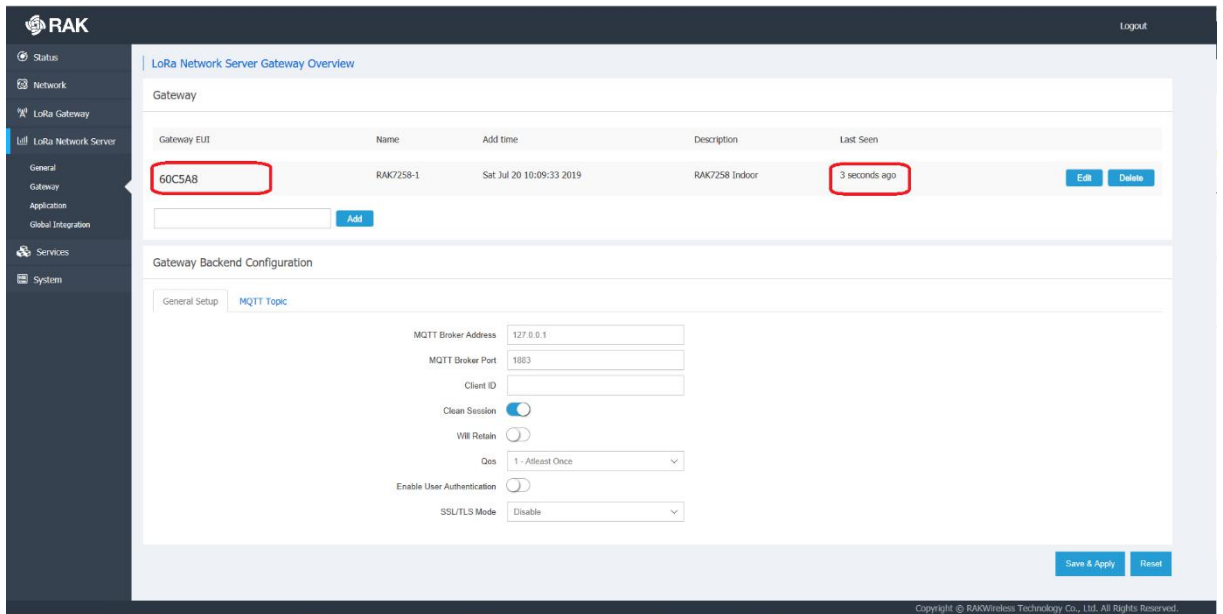 RAK
Logout
Status
Network
LoRa Gateway
LoRa Network Server
General
Gateway
Application
Global Integration
Services
System
LoRa Network Server Gateway Overview
Gateway
Gateway EUI Name Add time Description Last Seen
60C5A8 RAK7258-1 Sat Jul 20 10:09:33 2019 RAK7258 Indoor 3 seconds ago Edit Delete
Add
Gateway Backend Configuration
General Setup MQTT Topic
MQTT Broker Address 127.0.0.1
MQTT Broker Port 1883
Client ID
Clean Session
Will Retain
Qos 1 - Atleast Once
Enable User Authentication
SSL/TLS Mode Disable
Save & Apply Reset
Copyright © RAKWireless Technology Co., Ltd. All Rights Reserved.